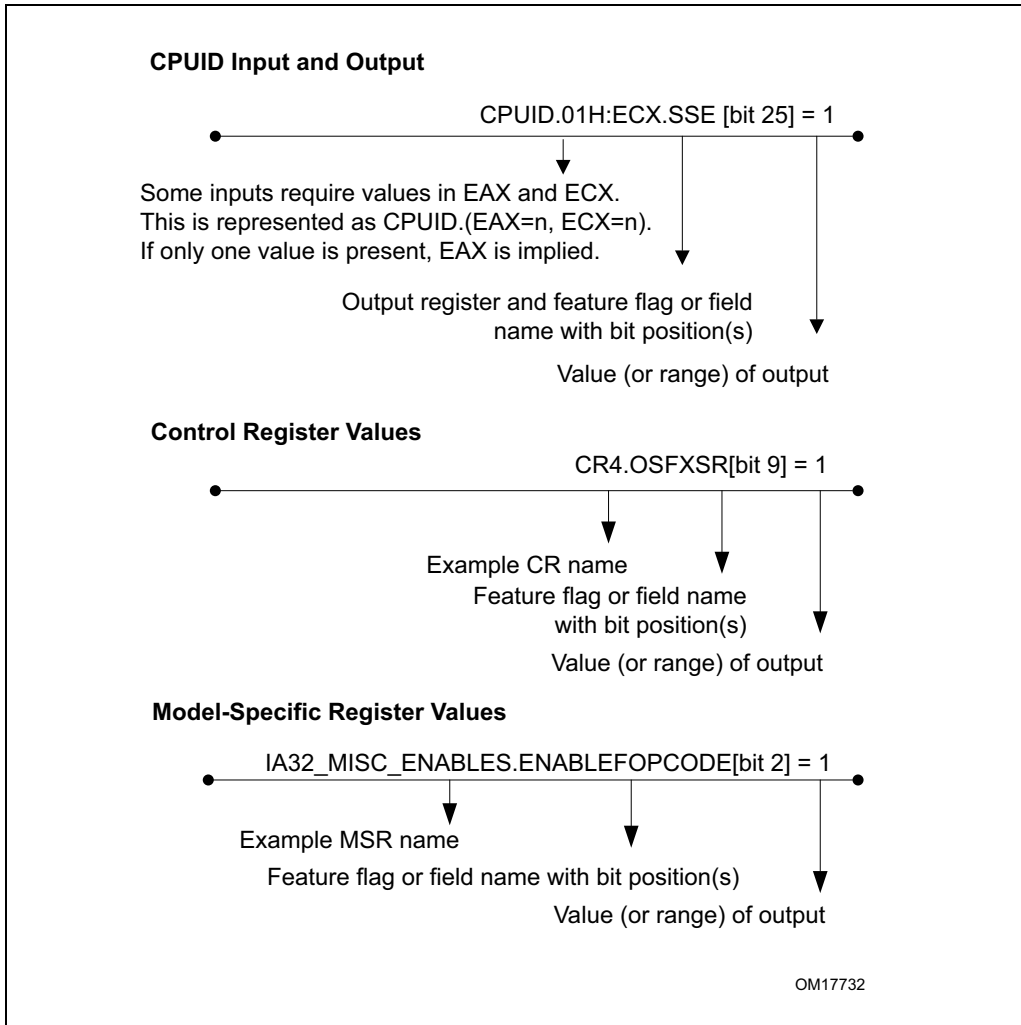 CPUID Input and Output
CPUID.01H:ECX.SSE [bit 25] = 1
Some inputs require values in EAX and ECX.
This is represented as CPUID.(EAX=n, ECX=n).
If only one value is present, EAX is implied.
Output register and feature flag or field
name with bit position(s)
Value (or range) of output
Control Register Values
CR4.OSFXSR[bit 9] = 1
Example CR name
Feature flag or field name
with bit position(s)
Value (or range) of output
Model-Specific Register Values
IA32_MISC_ENABLES.ENABLEFOPCODE[bit 2] = 1
Example MSR name
Feature flag or field name with bit position(s)
Value (or range) of output
OM17732